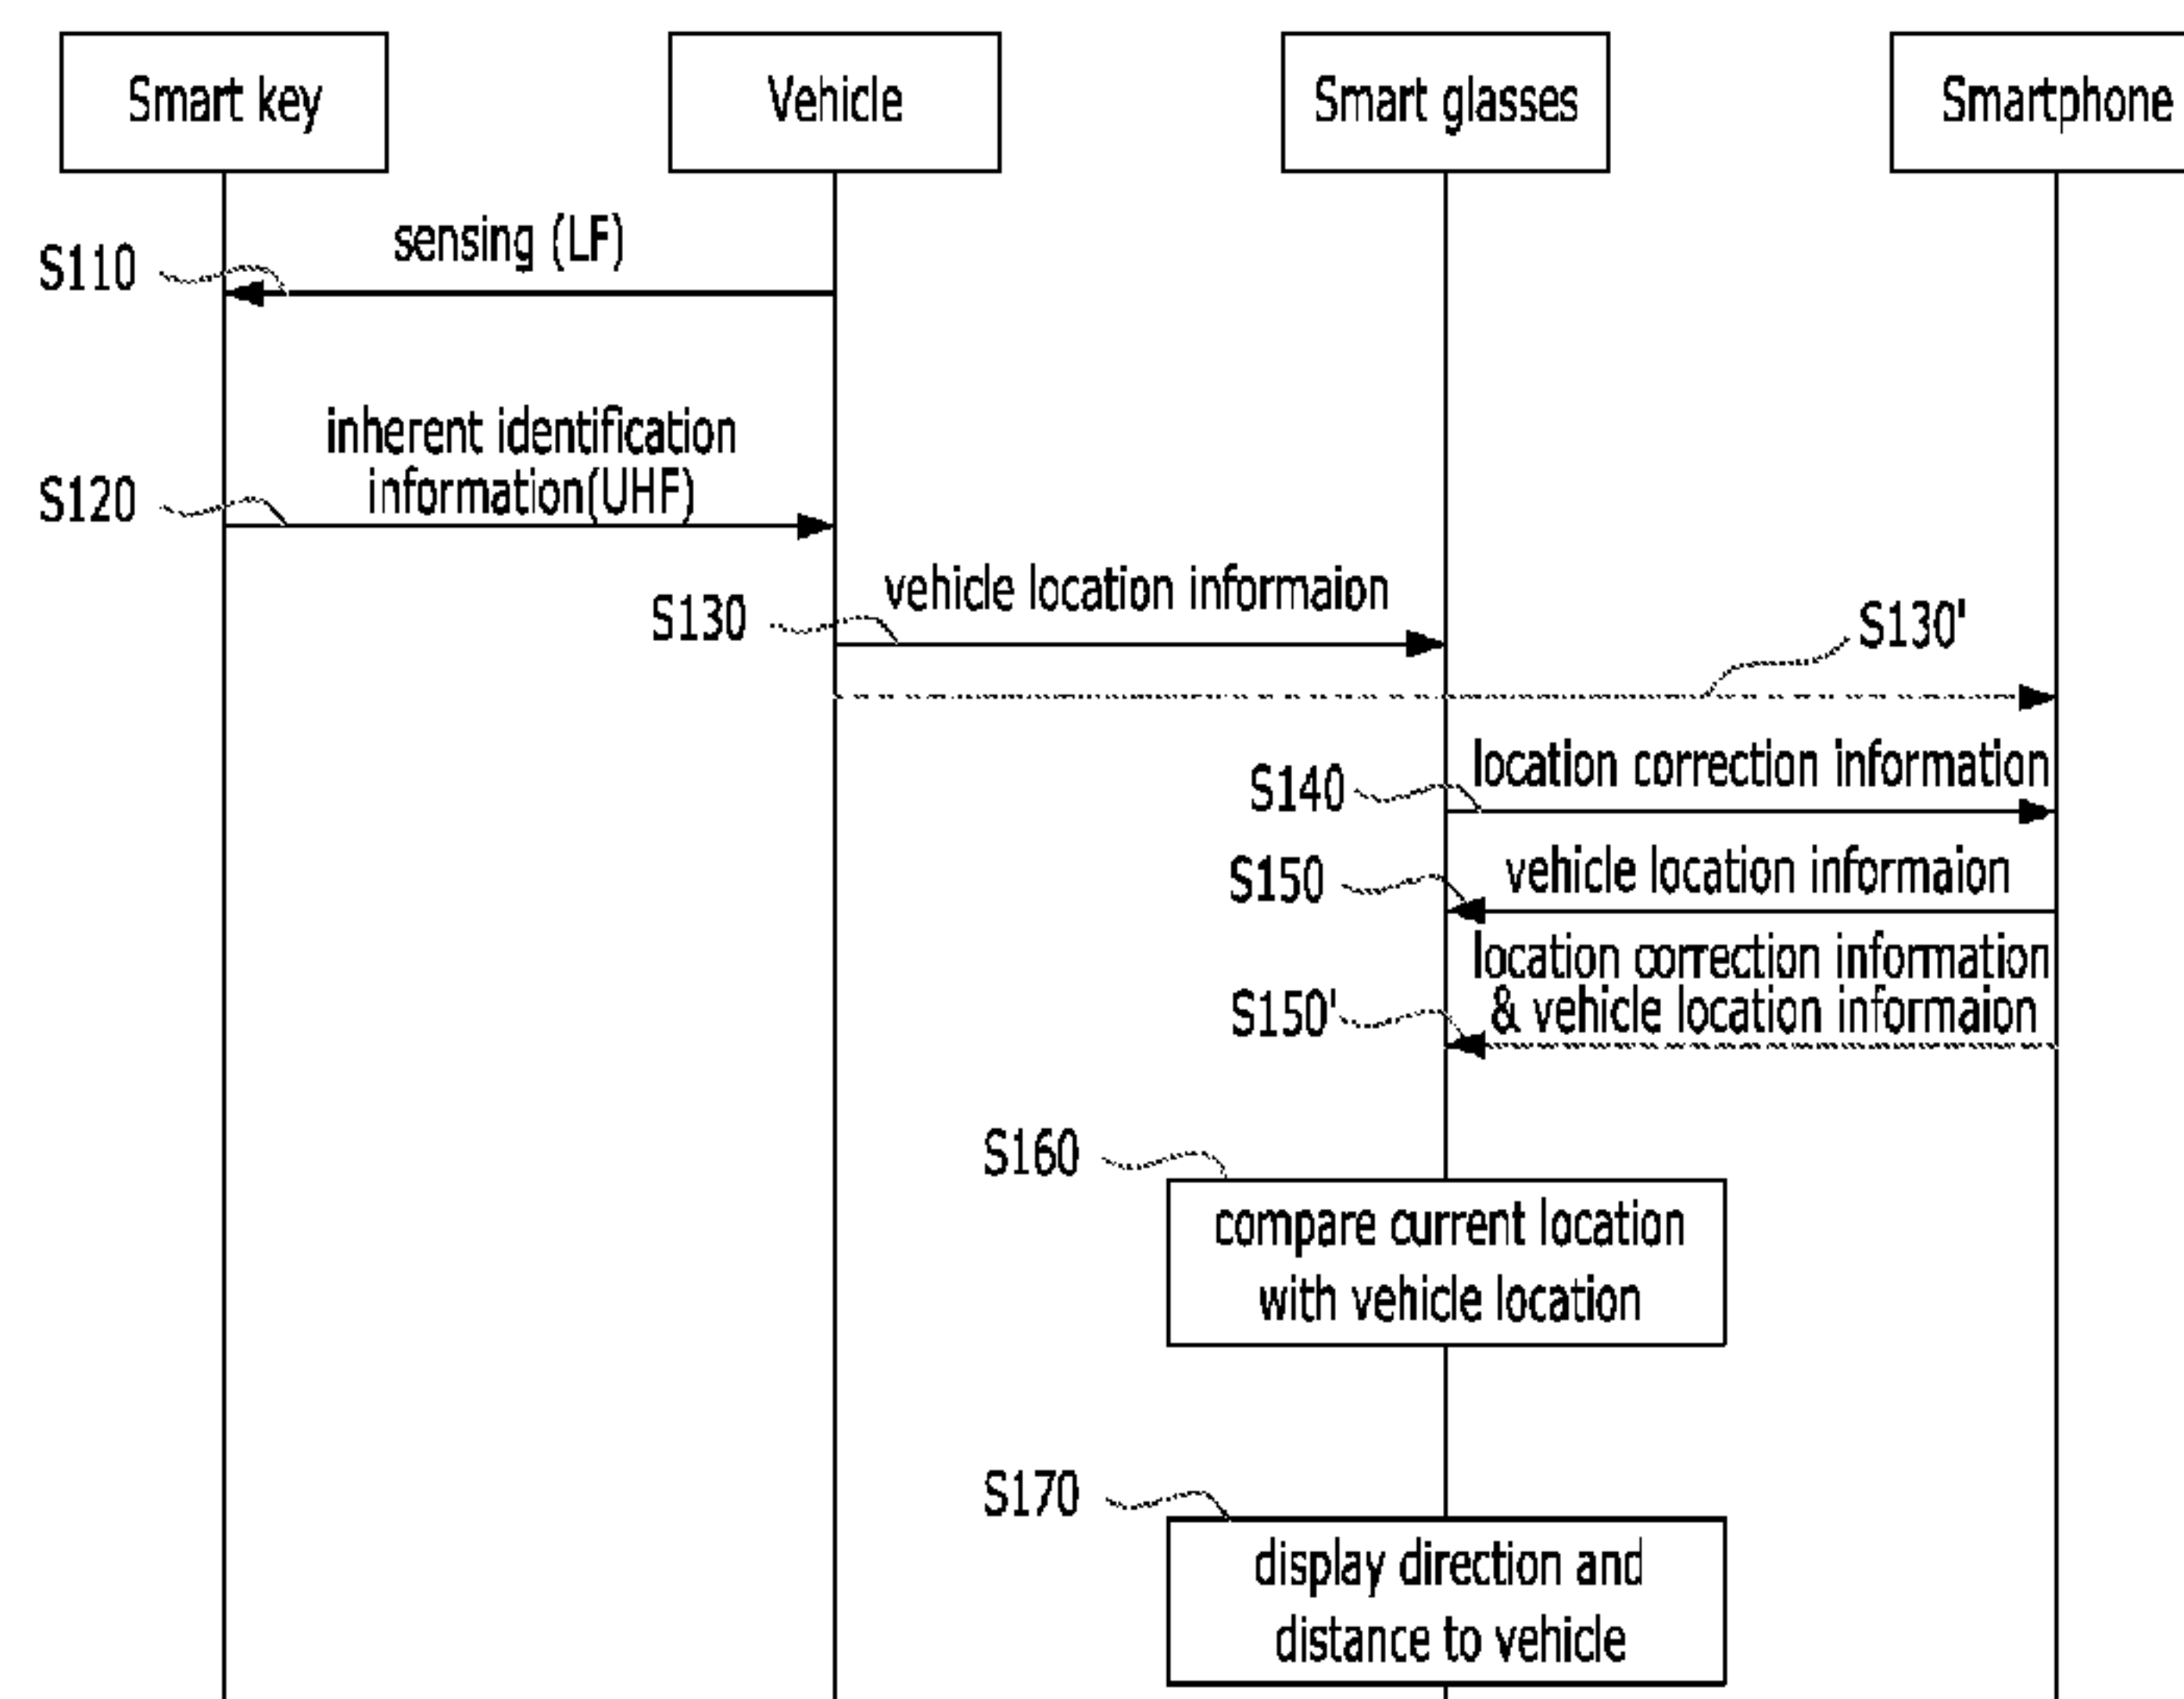 Smart key
Vehicle
Smart glasses
Smartphone
S110
sensing (LF)
S120
inherent identification
information(UHF)
S130
vehicle location informaion
S130'
S140
location correction information
S150
vehicle location informaion
S150'
location correction information
& vehicle location informaion
S160
compare current location
with vehicle location
S170
display direction and
distance to vehicle